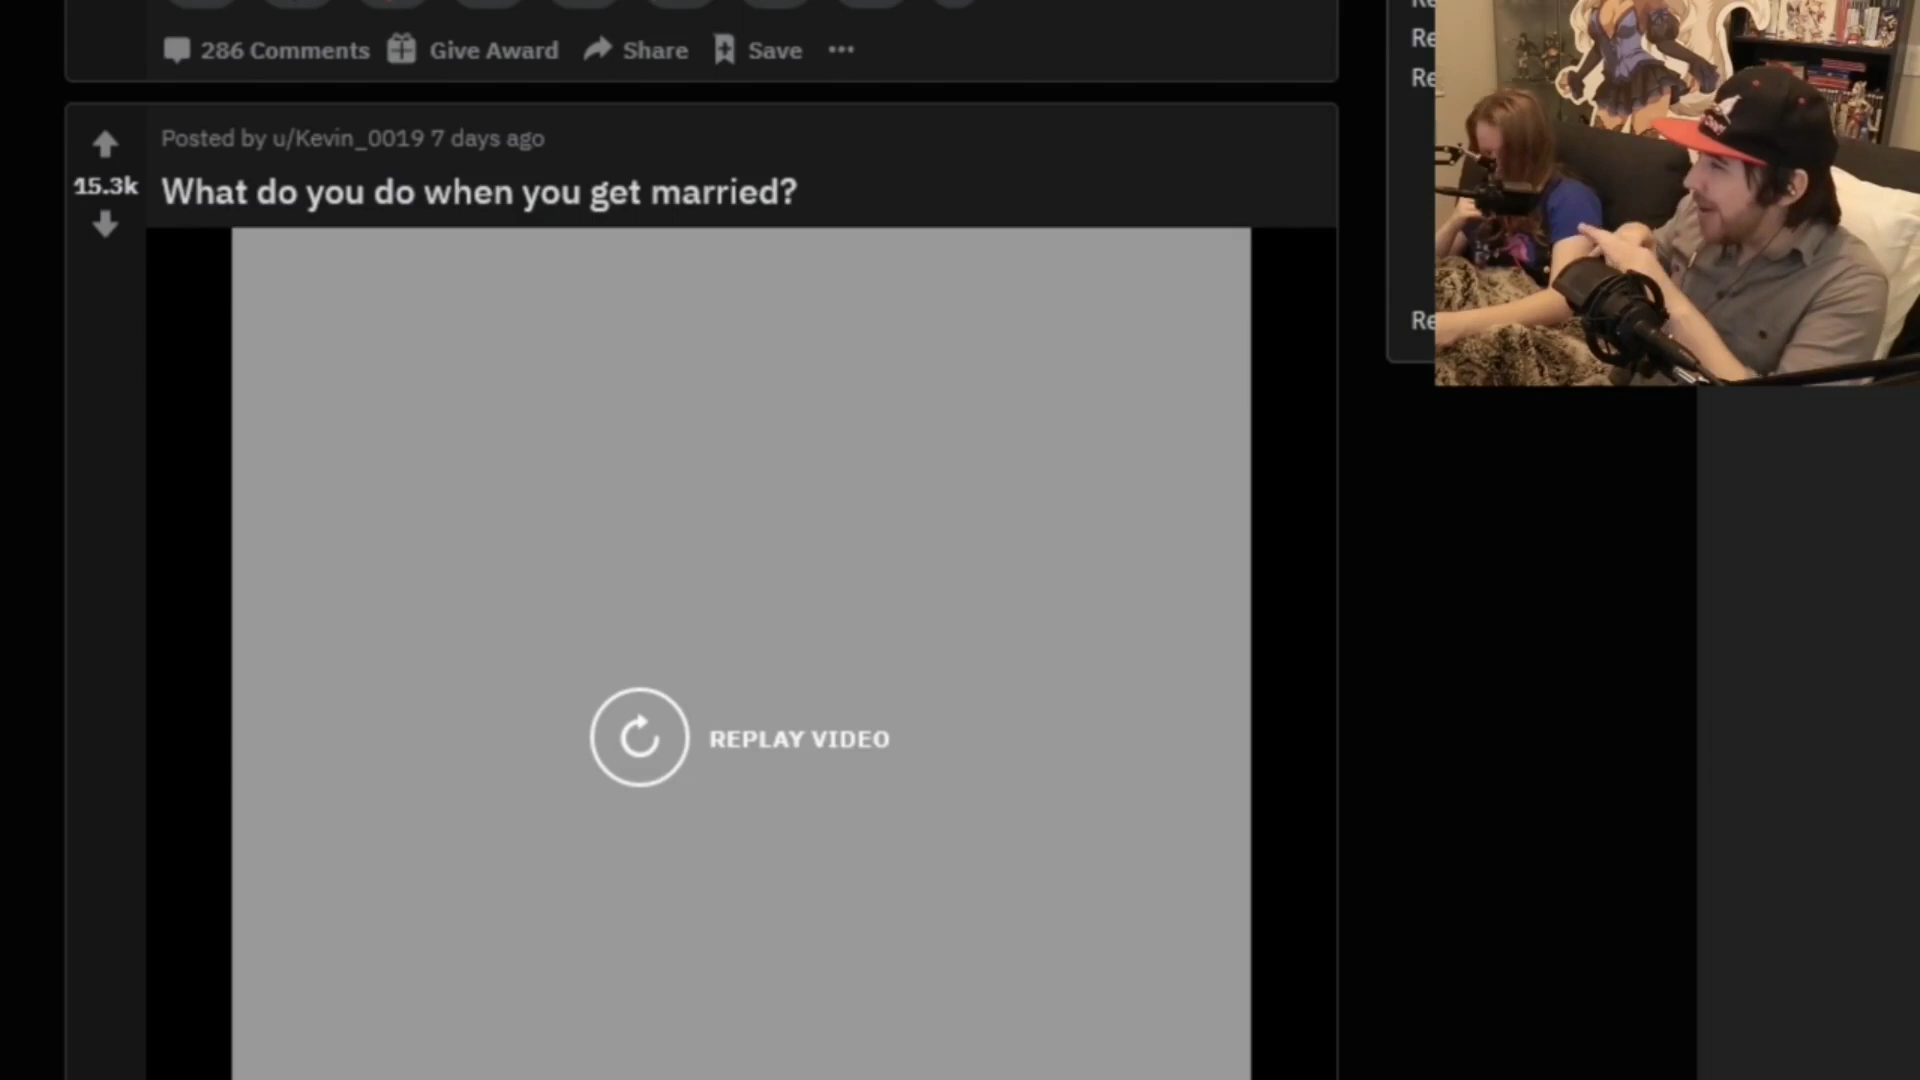 286 Comments Give Award Share Save
Posted by u/Kevin_0019 7 days ago
15.3k
What do you do when you get married?
REPLAY VIDEO
Re
Re
Re